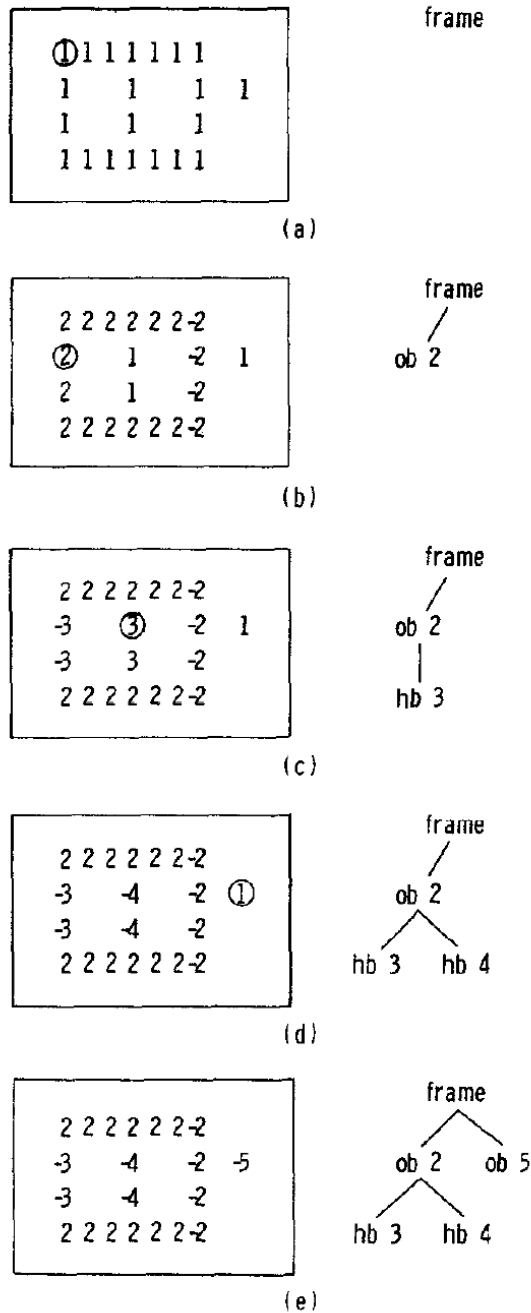 frame
1 1 1 1 1 1 1
1 1 1 1
1 1 1
1 1 1 1 1 1 1
(a)
frame
2 2 2 2 2 2 -2
2 1 -2 1
ob 2
2 1 -2
2 2 2 2 2 2 -2
(b)
frame
2 2 2 2 2 2 -2
-3 3 -2 1
ob 2
-3 3 -2
2 2 2 2 2 2 -2
hb 3
(c)
frame
2 2 2 2 2 2 -2
-3 -4 -2 1
ob 2
-3 -4 -2
2 2 2 2 2 2 -2
hb 3 hb 4
(d)
frame
2 2 2 2 2 2 -2
-3 -4 -2 -5
ob 2 ob 5
-3 -4 -2
2 2 2 2 2 2 -2
hb 3 hb 4
(e)